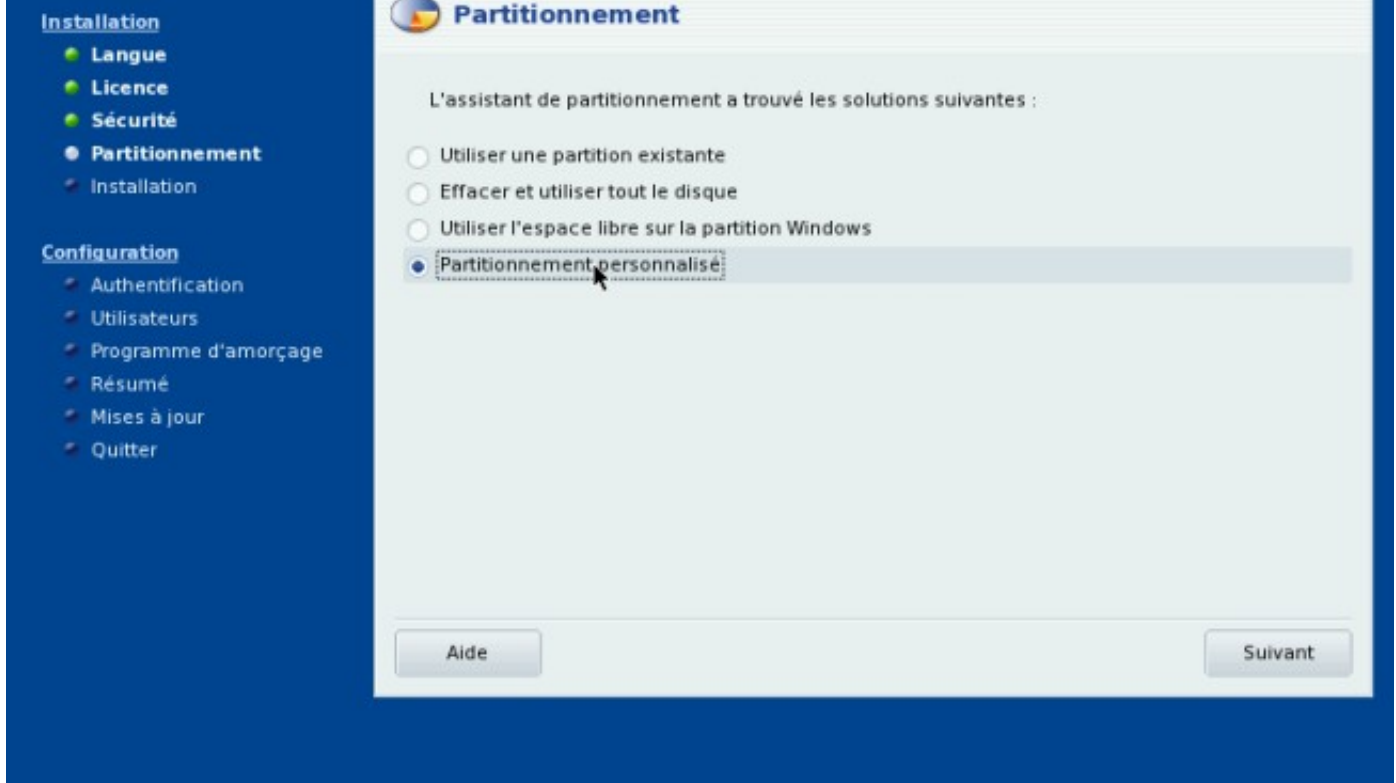 Installation
Langue
Licence
Sécurité
Partitionnement
Installation
Configuration
Authentification
Utilisateurs
Programme d'amorçage
Résumé
Mises à jour
Quitter
Partitionnement
L'assistant de partitionnement a trouvé les solutions suivantes :
Utiliser une partition existante
Effacer et utiliser tout le disque
Utiliser l'espace libre sur la partition Windows
Partitionnement personnalisé
Aide
Suivant